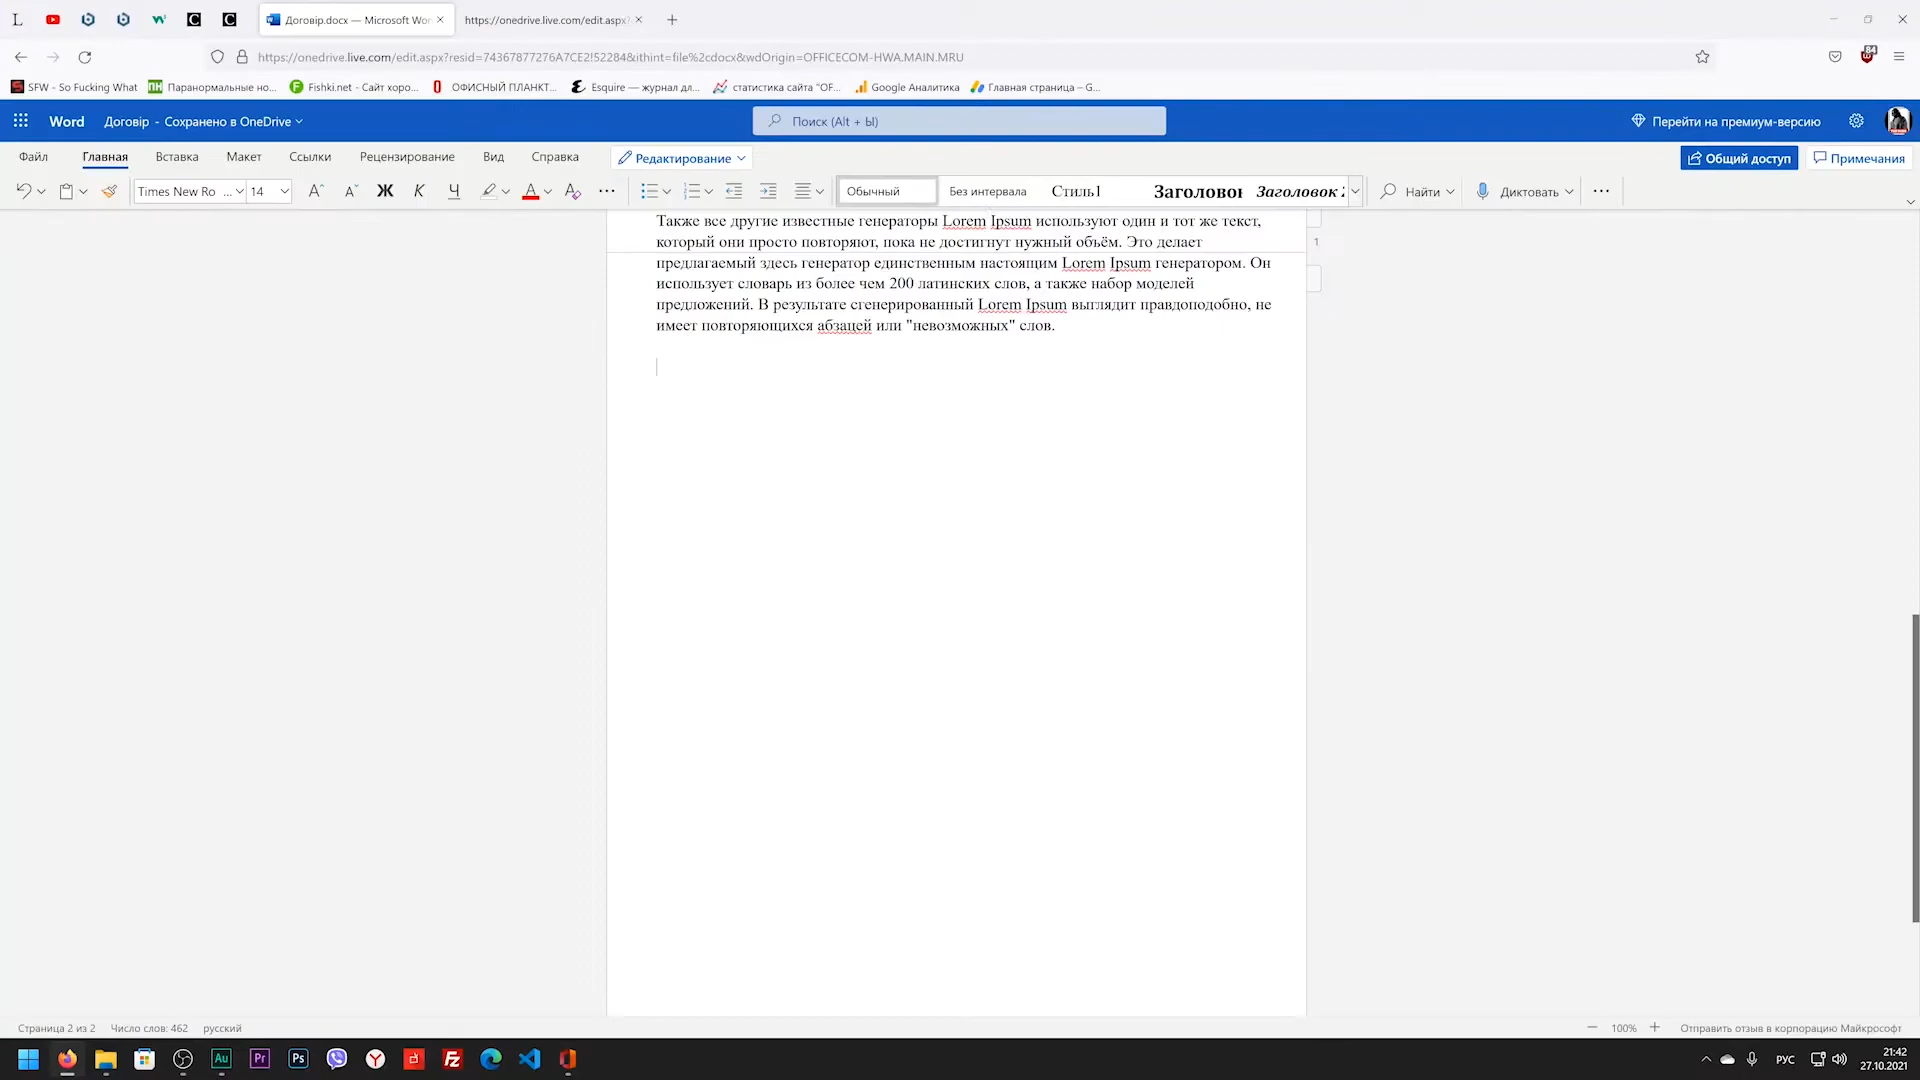 L
C
C
Договір.docx — Microsoft Wor
https://onedrive.live.com/edit.aspx?
https://onedrive.live.com/edit.aspx?resid=74367877276A7CE2!52284&ithint=file%2cdocx&wdOrigin=OFFICECOM-HWA.MAIN.MRU
84
SFW - So Fucking What
ПН Паранормальные но...
F Fishki.net - Сайт хоро...
ОФИСНЫЙ ПЛАНКТ...
Esquire — журнал дл...
статистика сайта "OF...
Google Аналитика
Главная страница – G...
Word
Договір - Сохранено в OneDrive
Поиск (Alt + Ы)
Перейти на премиум-версию
Файл
Главная
Вставка
Макет
Ссылки
Рецензирование
Вид
Справка
Редактирование
Общий доступ
Примечания
Times New Ro ...
14
A
A
Ж
К
Ч
A
A
...
Обычный
Без интервала
Стиль1
Заголовок
Заголовок 2
Найти
Диктовать
...
Также все другие известные генераторы Lorem Ipsum используют один и тот же текст,
который они просто повторяют, пока не достигнут нужный объём. Это делает
предлагаемый здесь генератор единственным настоящим Lorem Ipsum генератором. Он
использует словарь из более чем 200 латинских слов, а также набор моделей
предложений. В результате сгенерированный Lorem Ipsum выглядит правдоподобно, не
имеет повторяющихся абзацей или "невозможных" слов.
1
Страница 2 из 2
Число слов: 462
русский
100%
Отправить отзыв в корпорацию Майкрософт
Au
Pr
Ps
Y
d
Fz
РУС
21:42
27.10.2021